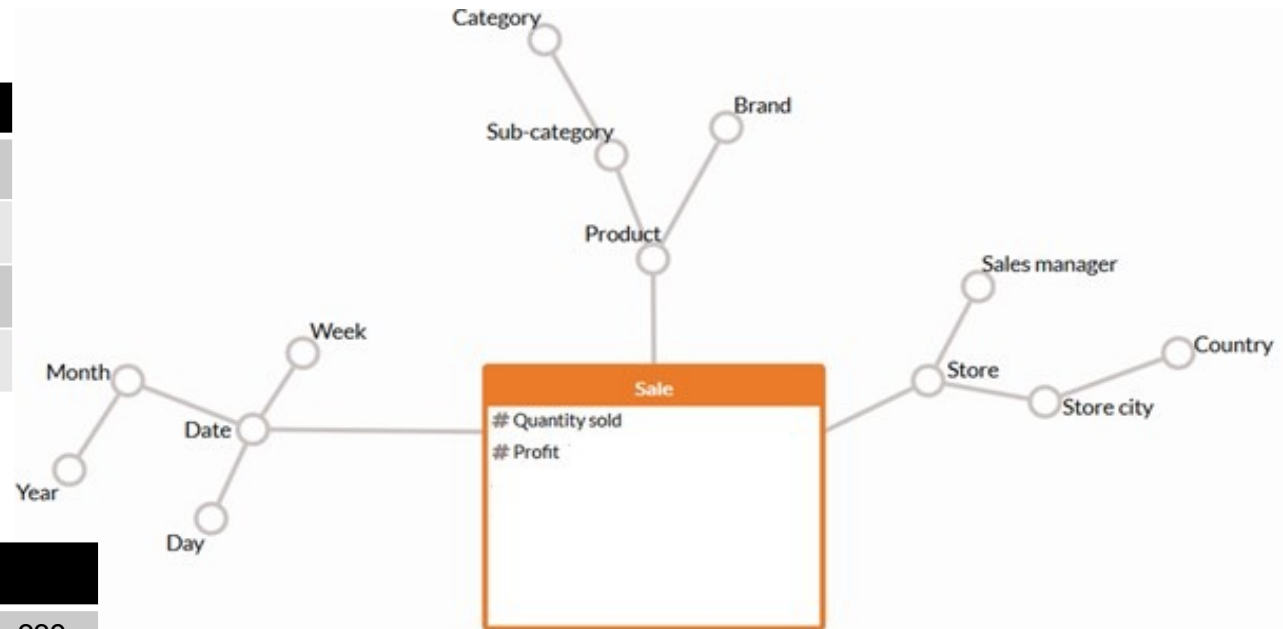 Category
Brand
Sub-category
Product
Sales manager
Week
Country
Month
Store
Sale
Store city
# Quantity sold
Date
# Profit
Year
Day